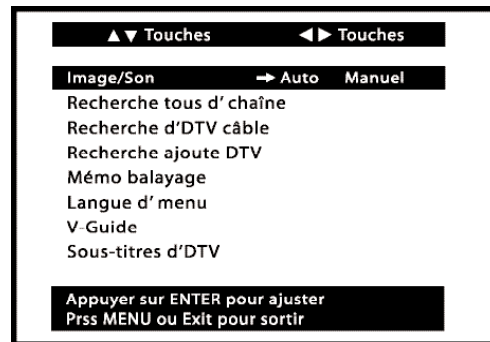 ▲▼ Touches ◀▶ Touches
Image/Son → Auto Manuel
Recherche tous d' chaîne
Recherche d'DTV câble
Recherche ajoute DTV
Mémo balayage
Langue d' menu
V-Guide
Sous-titres d'DTV
Appuyer sur ENTER pour ajuster
Prss MENU ou Exit pour sortir